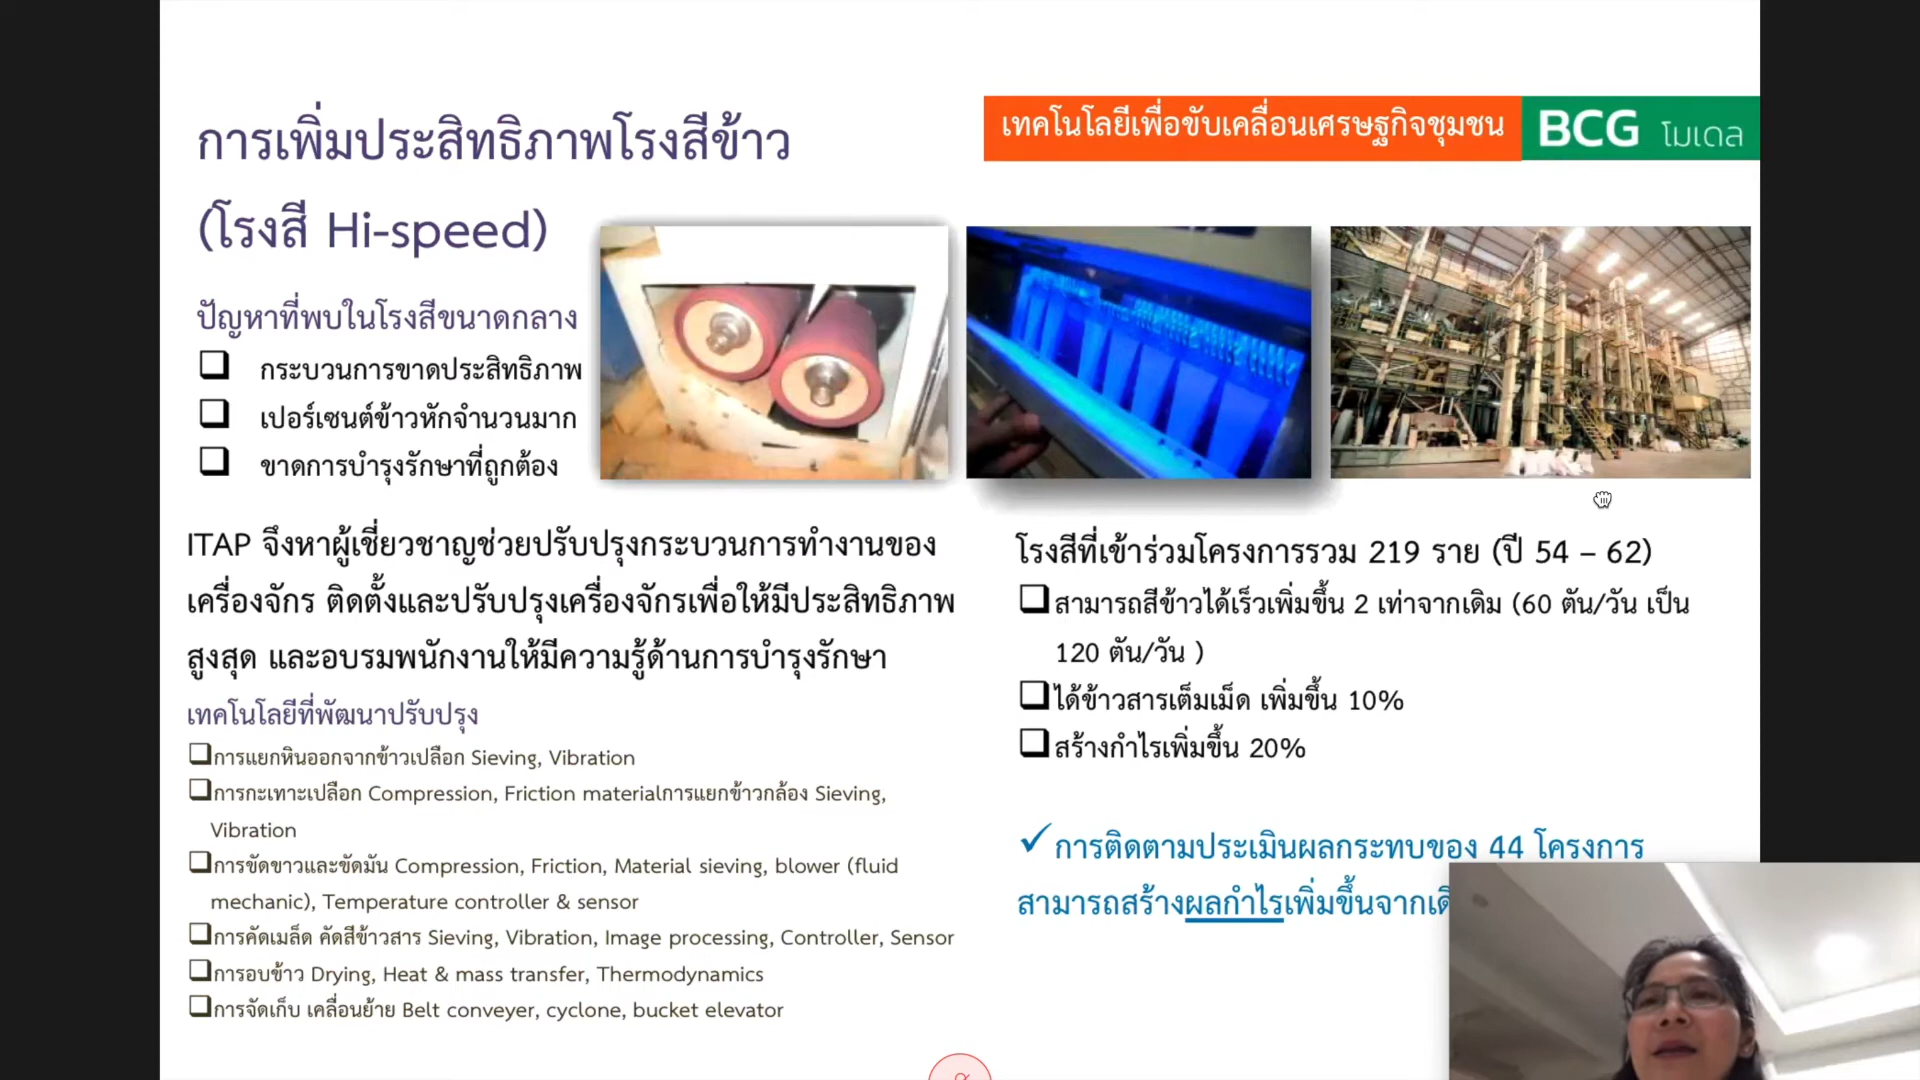 การเพิ่มประสิทธิภาพโรงสีข้าว
(โรงสี Hi-speed)
เทคโนโลยีเพื่อขับเคลื่อนเศรษฐกิจชุมชน BCG โมเดล
ปัญหาที่พบในโรงสีขนาดกลาง
กระบวนการขาดประสิทธิภาพ
เปอร์เซนต์ข้าวหักจำนวนมาก
ขาดการบำรุงรักษาที่ถูกต้อง
ITAP จึงหาผู้เชี่ยวชาญช่วยปรับปรุงกระบวนการทำงานของ
เครื่องจักร ติดตั้งและปรับปรุงเครื่องจักรเพื่อให้มีประสิทธิภาพ
สูงสุด และอบรมพนักงานให้มีความรู้ด้านการบำรุงรักษา
เทคโนโลยีที่พัฒนาปรับปรุง
การแยกหินออกจากข้าวเปลือก Sieving, Vibration
การกะเทาะเปลือก Compression, Friction materialการแยกข้าวกล้อง Sieving,
Vibration
การขัดขาวและขัดมัน Compression, Friction, Material sieving, blower (fluid
mechanic), Temperature controller & sensor
การคัดเมล็ด คัดสีข้าวสาร Sieving, Vibration, Image processing, Controller, Sensor
การอบข้าว Drying, Heat & mass transfer, Thermodynamics
การจัดเก็บ เคลื่อนย้าย Belt conveyer, cyclone, bucket elevator
โรงสีที่เข้าร่วมโครงการรวม 219 ราย (ปี 54 – 62)
สามารถสีข้าวได้เร็วเพิ่มขึ้น 2 เท่าจากเดิม (60 ตัน/วัน เป็น
120 ตัน/วัน )
ได้ข้าวสารเต็มเม็ด เพิ่มขึ้น 10%
สร้างกำไรเพิ่มขึ้น 20%
✓การติดตามประเมินผลกระทบของ 44 โครงการ
สามารถสร้างผลกำไรเพิ่มขึ้นจาก